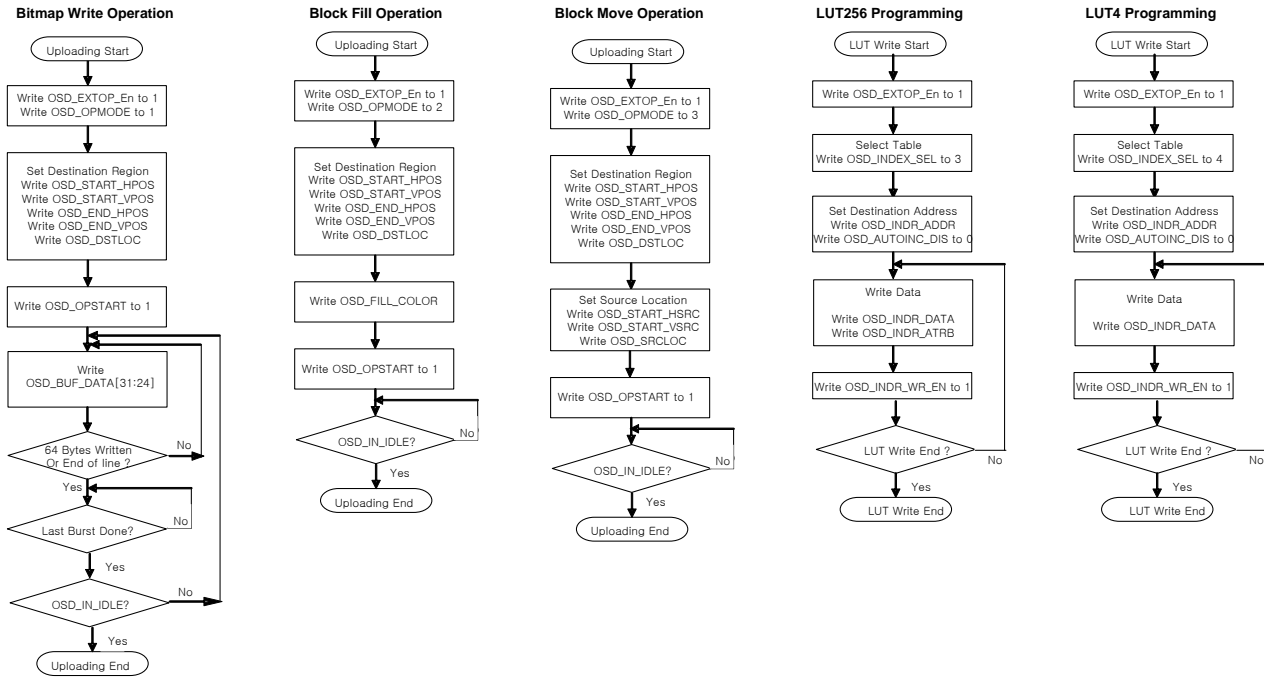 Bitmap Write Operation
Uploading Start
Write OSD_EXTOP_En to 1
Write OSD_OPMODE to 1
Set Destination Region
Write OSD_START_HPOS
Write OSD_START_VPOS
Write OSD_END_HPOS
Write OSD_END_VPOS
Write OSD_DSTLOC
Write OSD_OPSTART to 1
Write
OSD_BUF_DATA[31:24]
64 Bytes Written
Or End of line ?
No
Yes
Last Burst Done?
No
Yes
OSD_IN_IDLE?
No
Yes
Uploading End
Block Fill Operation
Uploading Start
Write OSD_EXTOP_En to 1
Write OSD_OPMODE to 2
Set Destination Region
Write OSD_START_HPOS
Write OSD_START_VPOS
Write OSD_END_HPOS
Write OSD_END_VPOS
Write OSD_DSTLOC
Write OSD_FILL_COLOR
Write OSD_OPSTART to 1
OSD_IN_IDLE?
No
Yes
Uploading End
Block Move Operation
Uploading Start
Write OSD_EXTOP_En to 1
Write OSD_OPMODE to 3
Set Destination Region
Write OSD_START_HPOS
Write OSD_START_VPOS
Write OSD_END_HPOS
Write OSD_END_VPOS
Write OSD_DSTLOC
Set Source Location
Write OSD_START_HSRC
Write OSD_START_VSRC
Write OSD_SRCLOC
Write OSD_OPSTART to 1
OSD_IN_IDLE?
No
Yes
Uploading End
LUT256 Programming
LUT Write Start
Write OSD_EXTOP_En to 1
Select Table
Write OSD_INDEX_SEL to 3
Set Destination Address
Write OSD_INDR_ADDR
Write OSD_AUTOINC_DIS to 0
Write Data
Write OSD_INDR_DATA
Write OSD_INDR_ATRB
Write OSD_INDR_WR_EN to 1
LUT Write End ?
No
Yes
LUT Write End
LUT4 Programming
LUT Write Start
Write OSD_EXTOP_En to 1
Select Table
Write OSD_INDEX_SEL to 4
Set Destination Address
Write OSD_INDR_ADDR
Write OSD_AUTOINC_DIS to 0
Write Data
Write OSD_INDR_DATA
Write OSD_INDR_WR_EN to 1
LUT Write End ?
No
Yes
LUT Write End